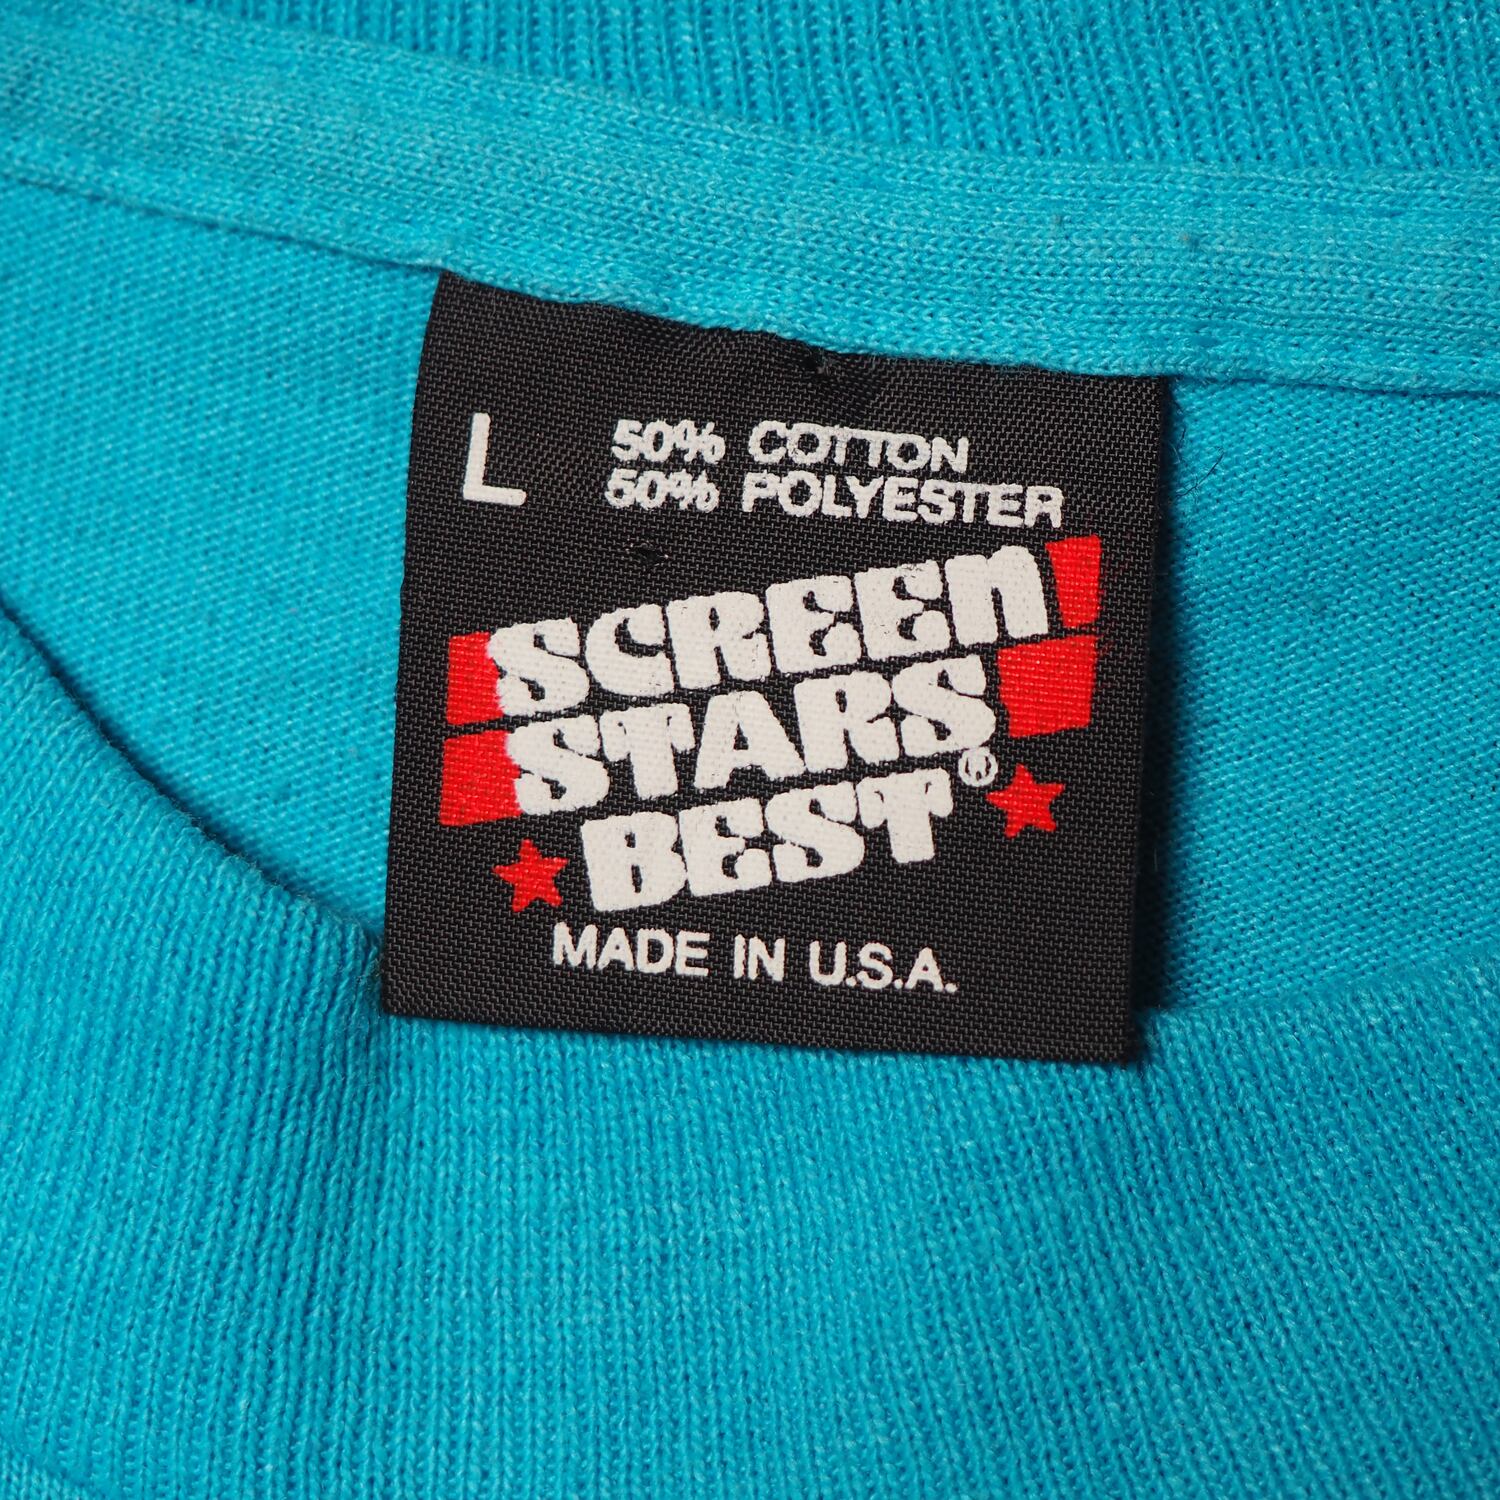 L 50% COTTON
50% POLYESTER
SCREEN
STARS
BEST®
MADE IN U.S.A.